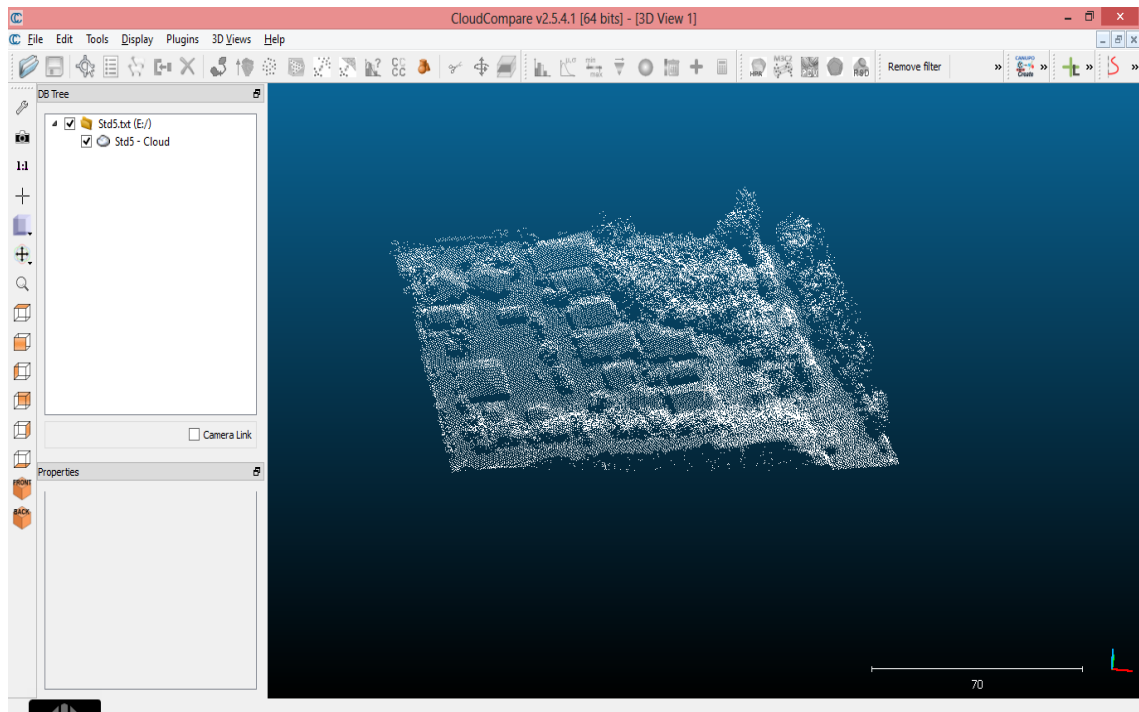 CloudCompare v2.5.4.1 [64 bits] - [3D View 1]
File Edit Tools Display Plugins 3D Views Help
Remove filter
DB Tree
Std5.txt (E:/)
Std5 - Cloud
1:1
Camera Link
Properties
FRONT
BACK
70